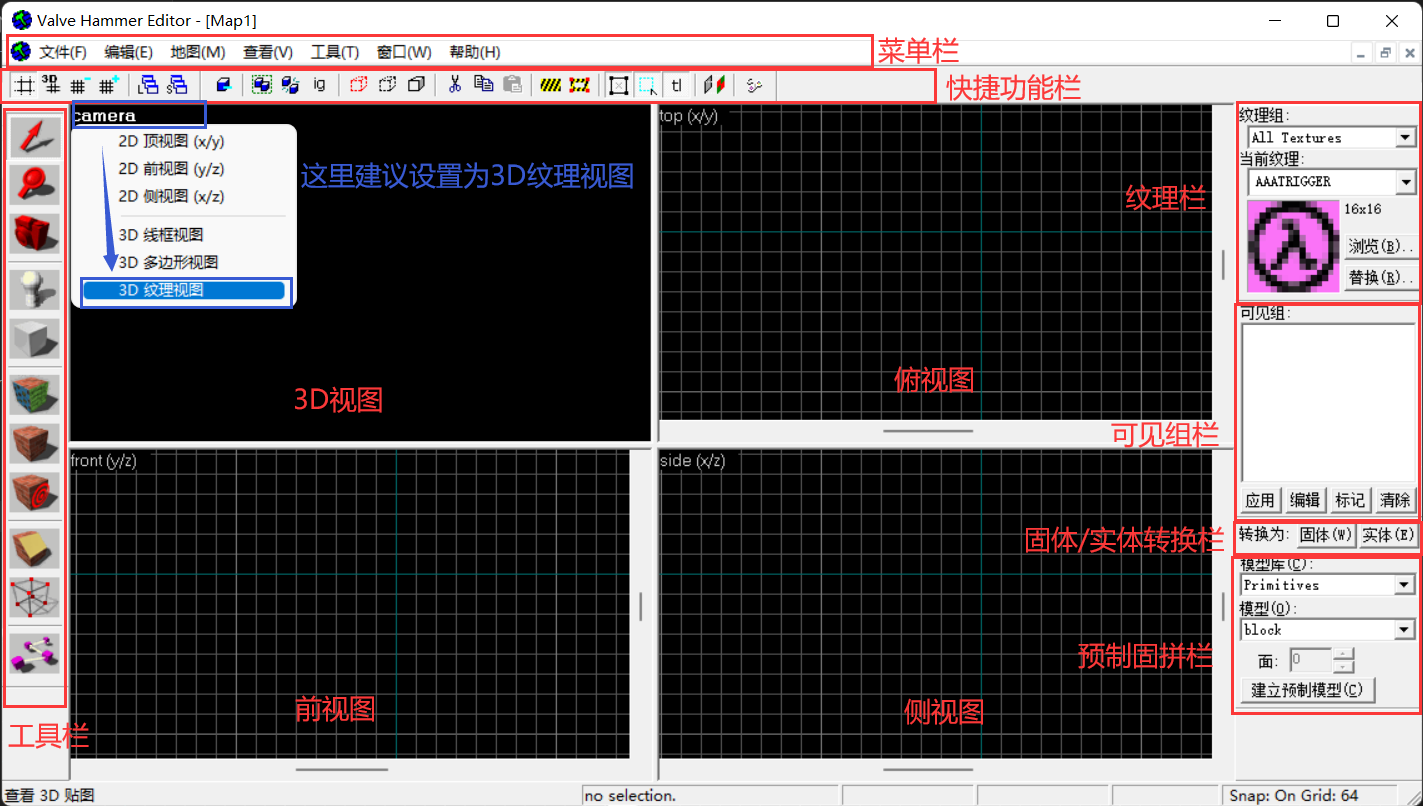 Valve Hammer Editor - [Map1]
文件(F) 编辑(E) 地图(M) 查看(V) 工具(T) 窗口(W) 帮助(H)
菜单栏
3D ig tl
快捷功能栏
camera
2D 顶视图 (x/y)
2D 前视图 (y/z)
2D 侧视图 (x/z)
3D 线框视图
3D 多边形视图
3D 纹理视图
这里建议设置为3D纹理视图
3D视图
top (x/y)
俯视图
纹理栏
纹理组:
All Textures
当前纹理:
AAATRIGGER
16x16
浏览(B)..
替换(R)..
可见组:
可见组栏
应用 编辑 标记 清除
front (y/z)
前视图
side (x/z)
侧视图
固体/实体转换栏
转换为: 固体(W) 实体(E)
模型库(C):
Primitives
模型(O):
block
预制固拼栏
面: 0
建立预制模型(C)
工具栏
查看 3D 贴图
no selection.
Snap: On Grid: 64